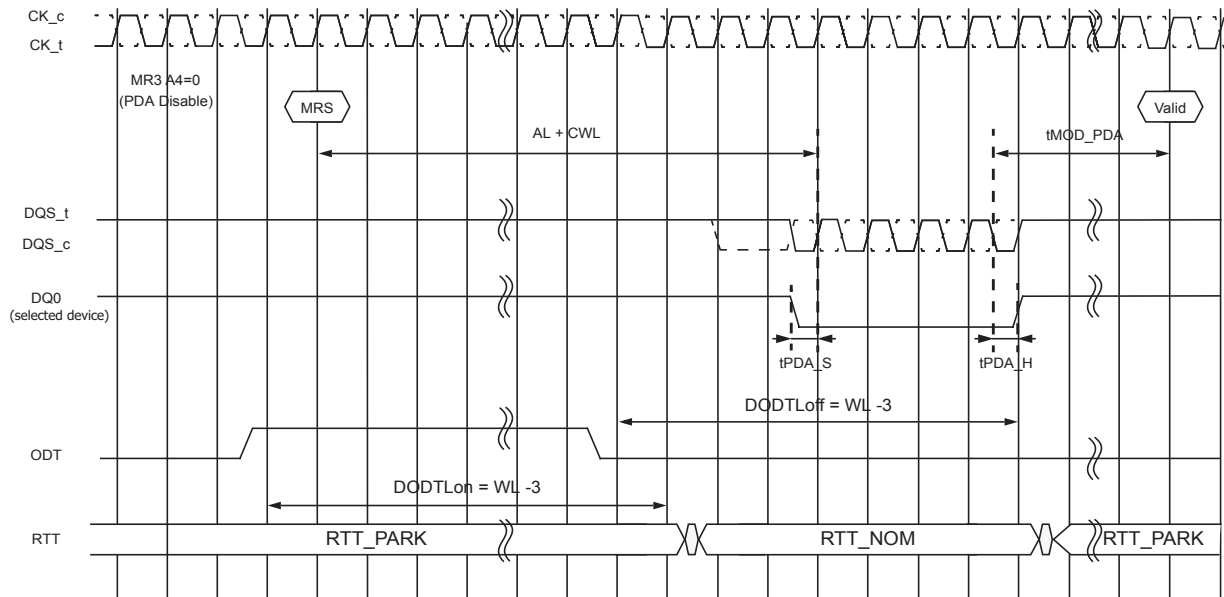 CK_c
CK_t
MR3 A4=0
(PDA Disable)
MRS
Valid
AL + CWL
tMOD_PDA
DQS_t
DQS_c
DQ0
(selected device)
tPDA_S
tPDA_H
DODTLoff = WL -3
ODT
DODTLon = WL -3
RTT
RTT_PARK
RTT_NOM
RTT_PARK